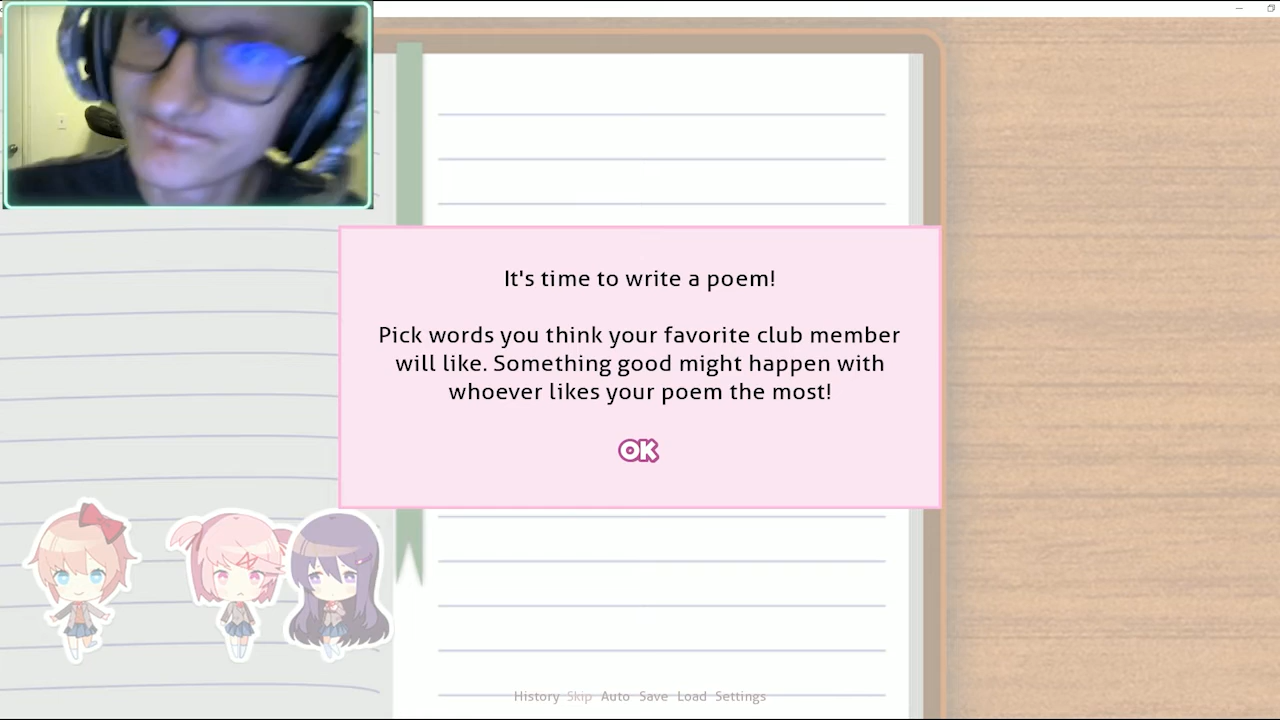 It's time to write a poem!
Pick words you think your favorite club member
will like. Something good might happen with
whoever likes your poem the most!
OK
History Skip Auto Save Load Settings